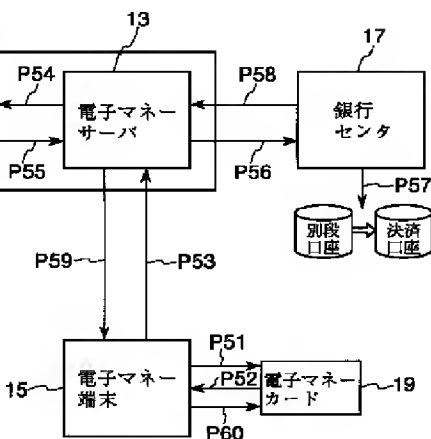 13
17
P54
P58
電子マネー
サーバ
銀行
センタ
P55
P56
P57
別段
口座
決済
口座
P59
P53
P51
15
電子マネー
端末
P52
電子マネー
カード
19
P60